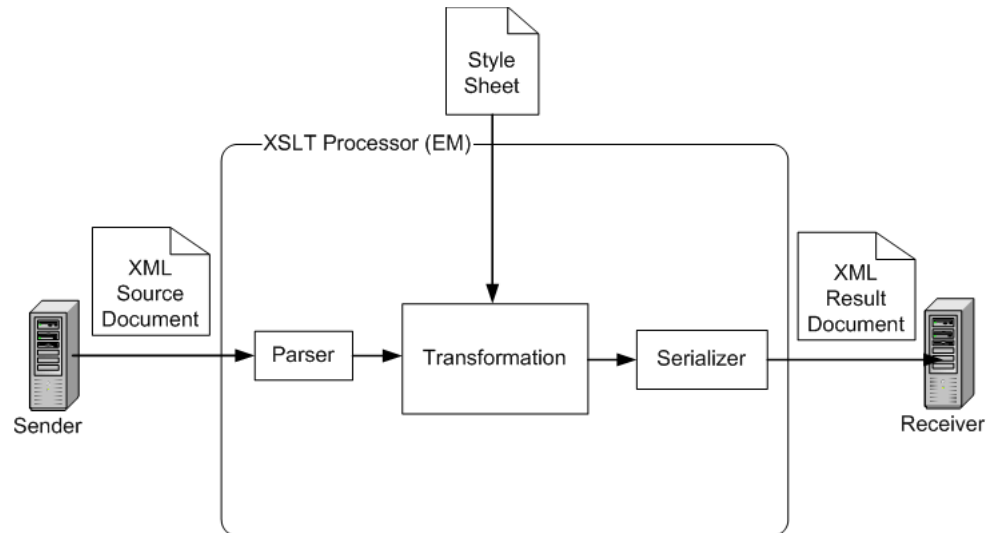 Style
Sheet
XSLT Processor (EM)
XML
Source
Document
XML
Result
Document
Parser
Transformation
Serializer
Sender
Receiver